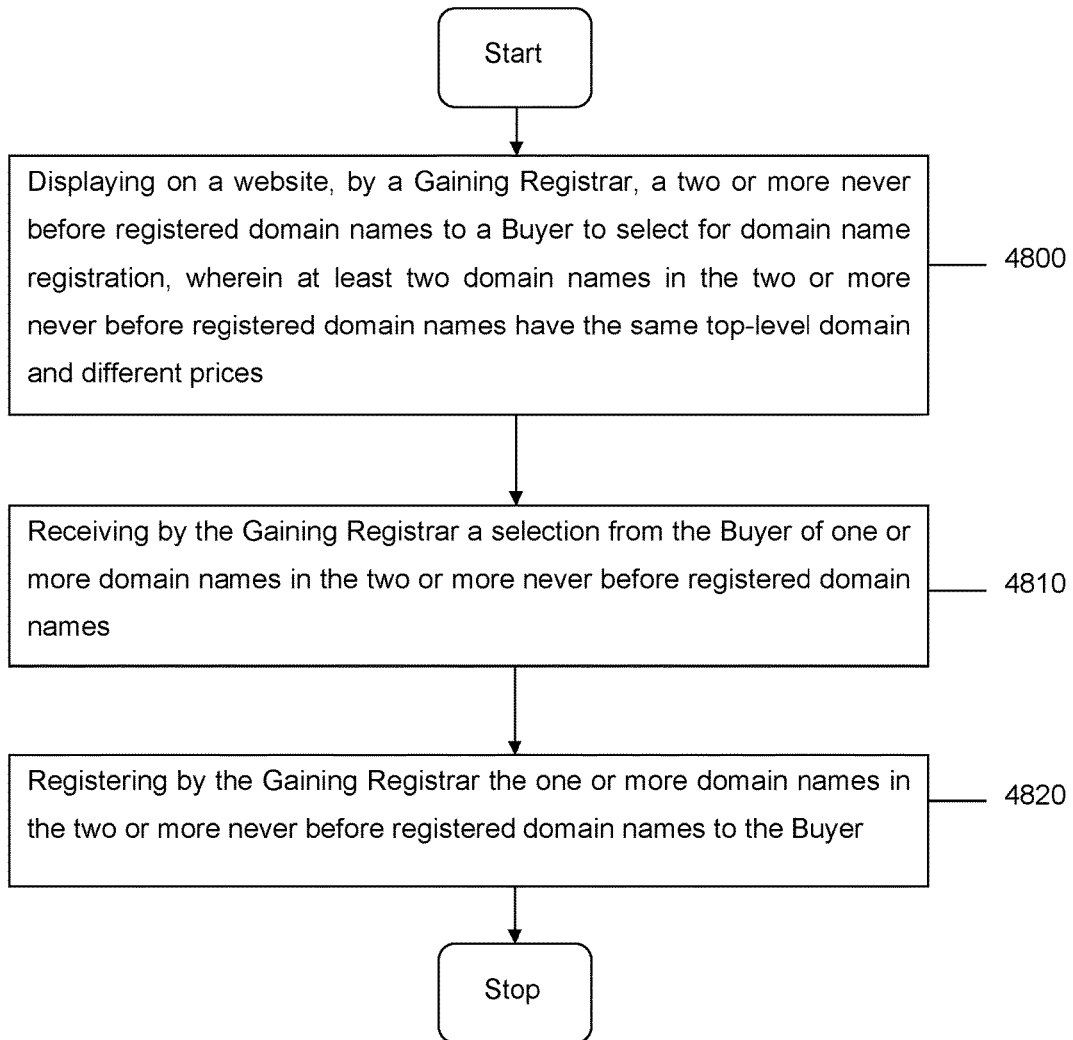 Start
Displaying on a website, by a Gaining Registrar, a two or more never
before registered domain names to a Buyer to select for domain name
registration, wherein at least two domain names in the two or more
never before registered domain names have the same top-level domain
and different prices
4800
Receiving by the Gaining Registrar a selection from the Buyer of one or
more domain names in the two or more never before registered domain
names
4810
Registering by the Gaining Registrar the one or more domain names in
the two or more never before registered domain names to the Buyer
4820
Stop